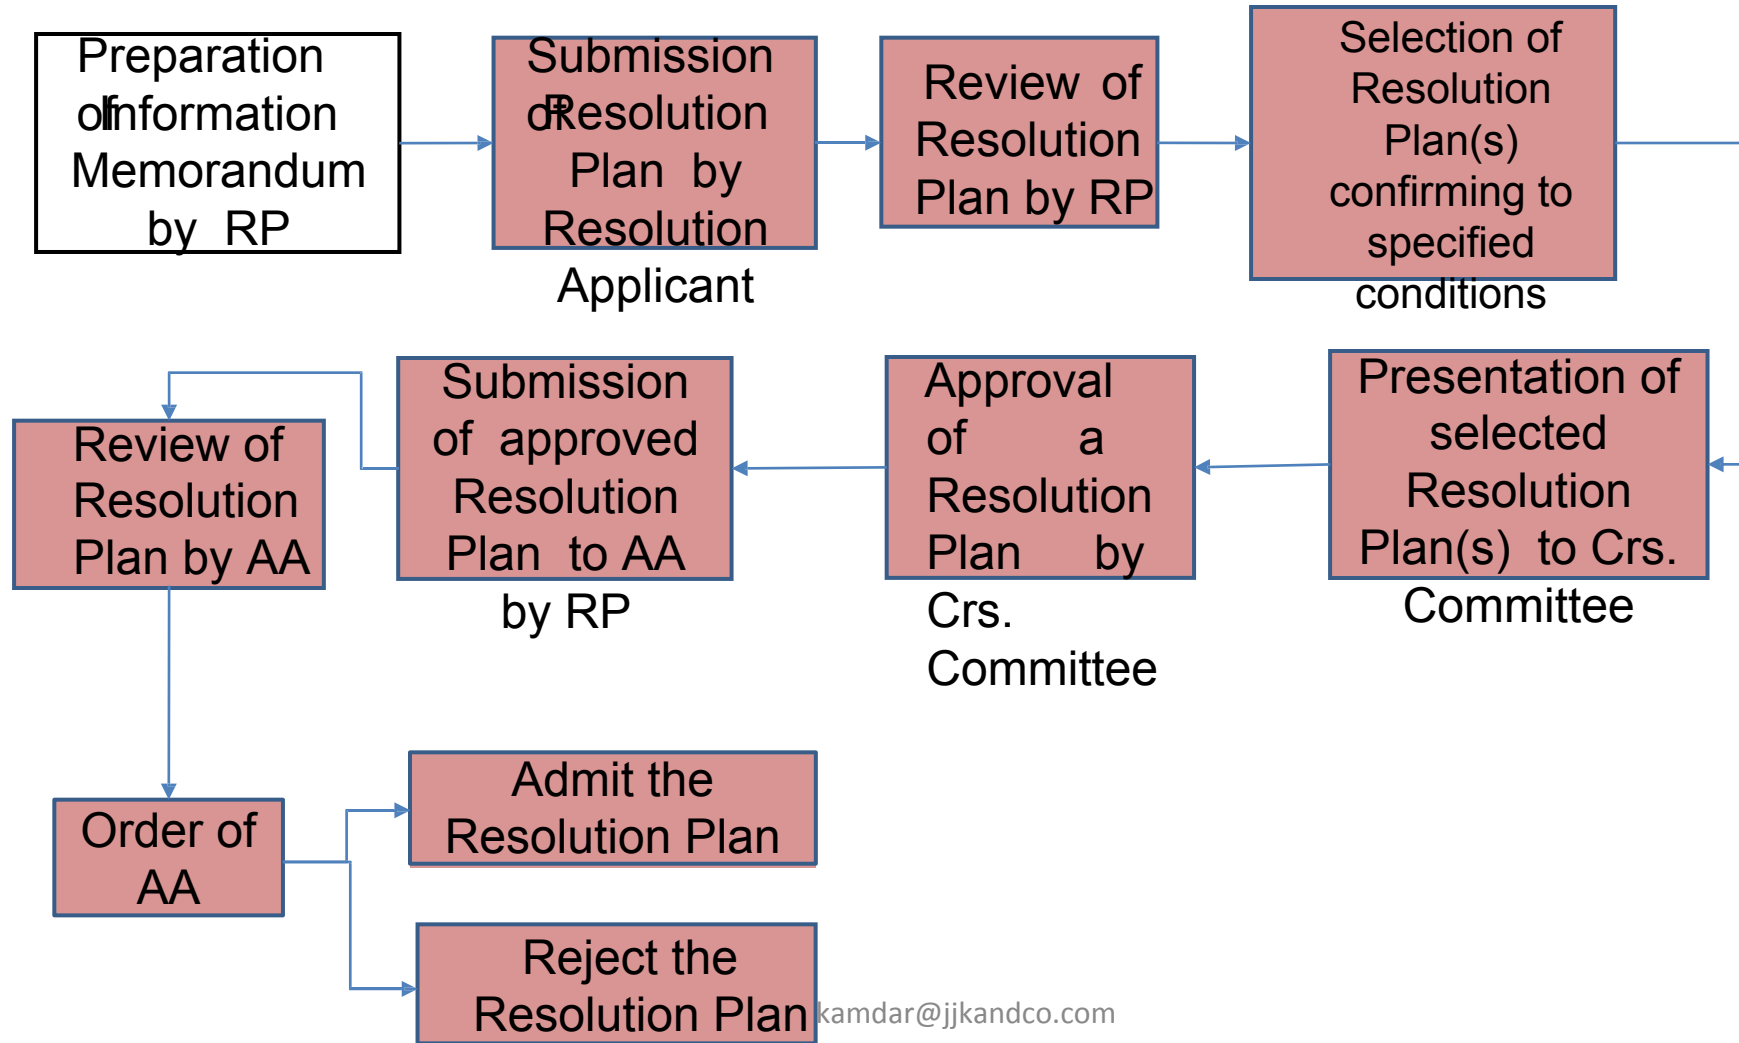 Preparation
of Information
Memorandum
by RP
Submission
of Resolution
Plan by
Resolution
Applicant
Review of
Resolution
Plan by RP
Selection of
Resolution
Plan(s)
confirming to
specified
conditions
Presentation of
selected
Resolution
Plan(s) to Crs.
Committee
Approval
of a
Resolution
Plan by
Crs.
Committee
Submission
of approved
Resolution
Plan to AA
by RP
Review of
Resolution
Plan by AA
Order of
AA
Admit the
Resolution Plan
Reject the
Resolution Plan
kamdar@jjkandco.com